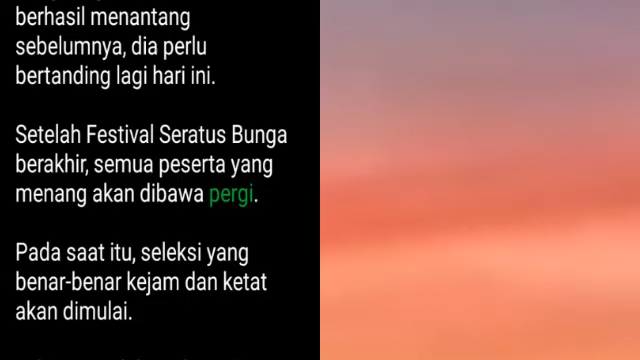 berhasil menantang
sebelumnya, dia perlu
bertanding lagi hari ini.
Setelah Festival Seratus Bunga
berakhir, semua peserta yang
menang akan dibawa pergi.
Pada saat itu, seleksi yang
benar-benar kejam dan ketat
akan dimulai.